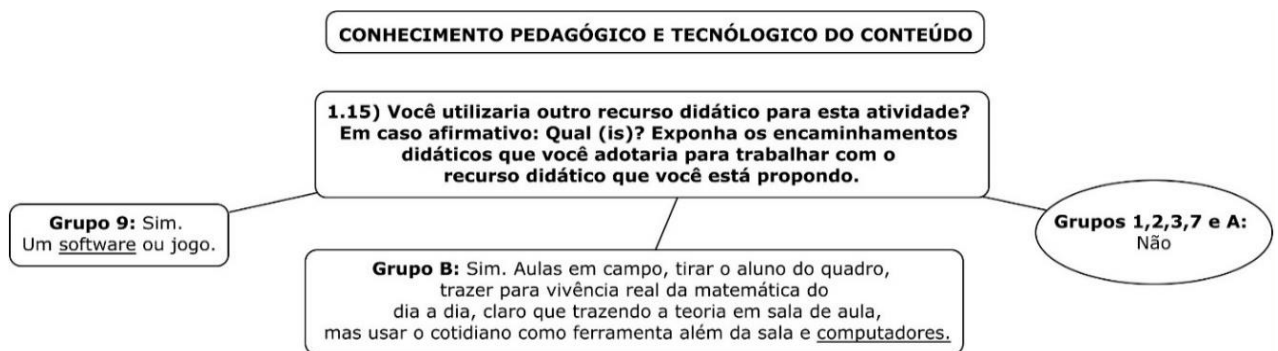 CONHECIMENTO PEDAGÓGICO E TECNÓLOGICO DO CONTEÚDO
1.15) Você utilizaria outro recurso didático para esta atividade?
Em caso afirmativo: Qual (is)? Exponha os encaminhamentos
didáticos que você adotaria para trabalhar com o
recurso didático que você está propondo.
Grupo 9: Sim.
Um software ou jogo.
Grupo B: Sim. Aulas em campo, tirar o aluno do quadro,
trazer para vivência real da matemática do
dia a dia, claro que trazendo a teoria em sala de aula,
mas usar o cotidiano como ferramenta além da sala e computadores.
Grupos 1,2,3,7 e A:
Não